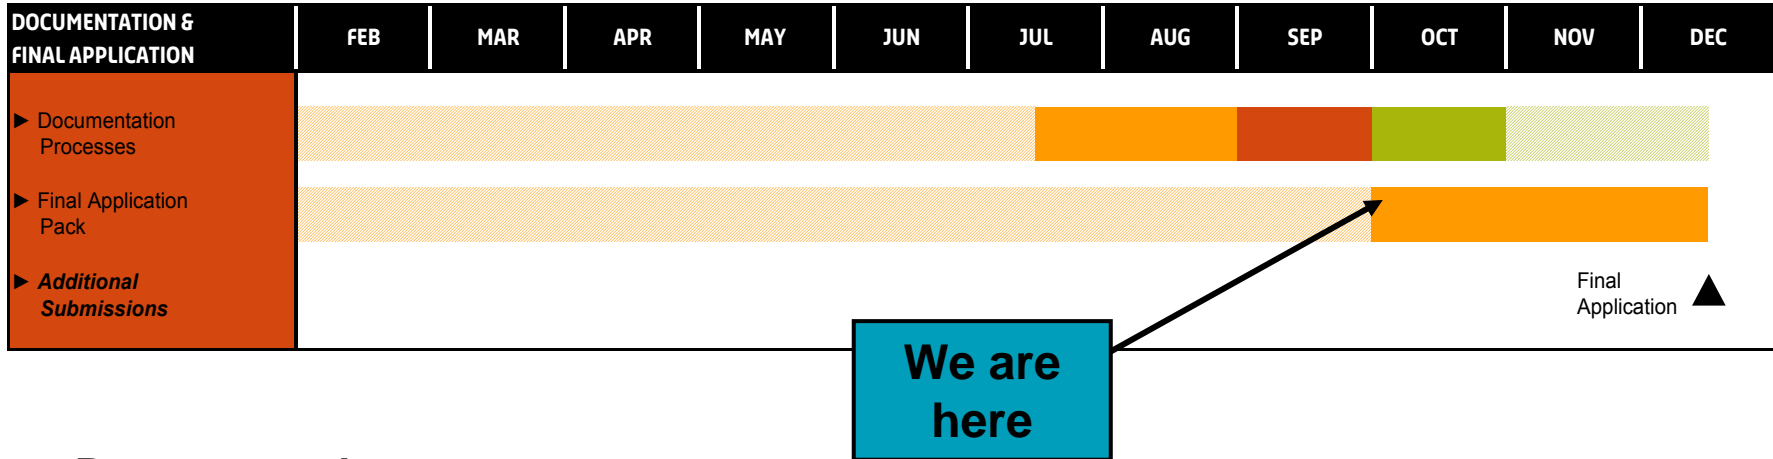 DOCUMENTATION &
FINAL APPLICATION
FEB MAR APR MAY JUN JUL AUG SEP OCT NOV DEC
► Documentation
Processes
► Final Application
Pack
► Additional
Submissions
Final
Application
We are
here